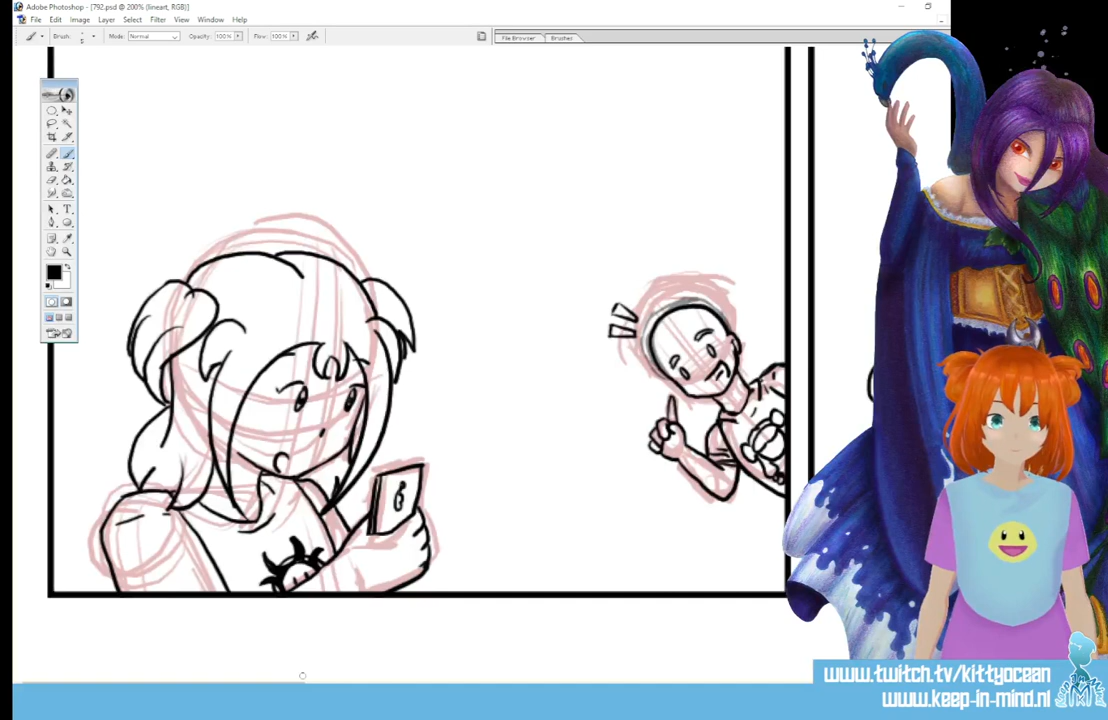 Adobe Photoshop - [792.psd @ 200% (lineart, RGB)]
File Edit Image Layer Select Filter View Window Help
Brush: Mode: Normal Opacity: 100% Flow: 100% File Browser Brushes
www.twitch.tv/kittyocean
www.keep-in-mind.nl